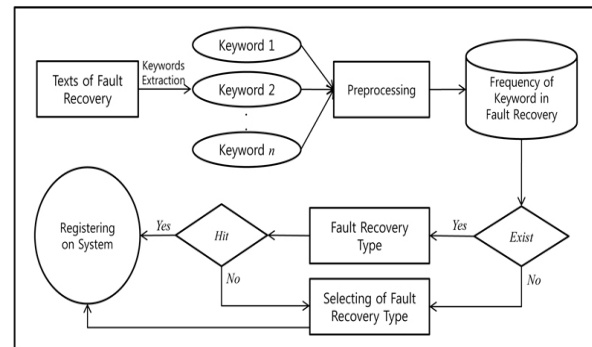 Texts of Fault
Recovery
Keywords
Extraction
Keyword 1
Keyword 2
.
.
Keyword n
Preprocessing
Frequency of
Keyword in
Fault Recovery
Exist
Yes
No
Fault Recovery
Type
Hit
Yes
No
Registering
on System
Selecting of Fault
Recovery Type